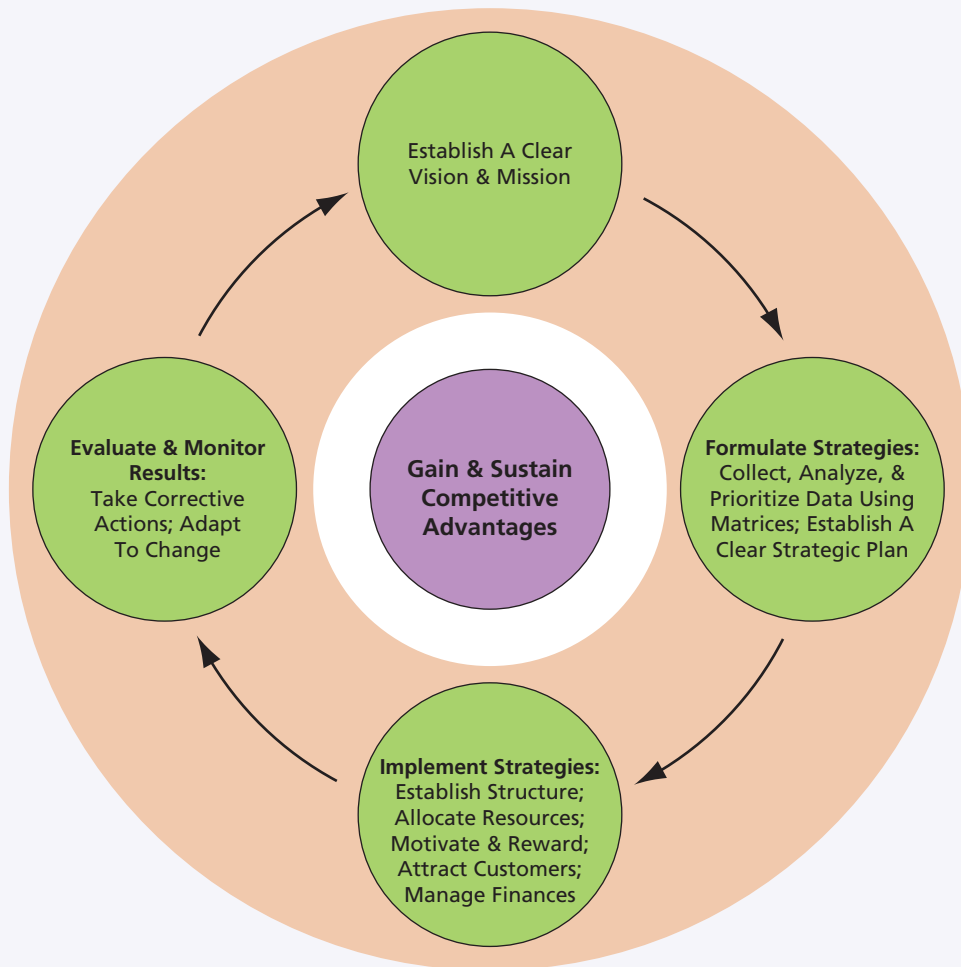 Establish A Clear
Vision & Mission
Evaluate & Monitor
Results:
Take Corrective
Actions; Adapt
To Change
Gain & Sustain
Competitive
Advantages
Formulate Strategies:
Collect, Analyze, &
Prioritize Data Using
Matrices; Establish A
Clear Strategic Plan
Implement Strategies:
Establish Structure;
Allocate Resources;
Motivate & Reward;
Attract Customers;
Manage Finances